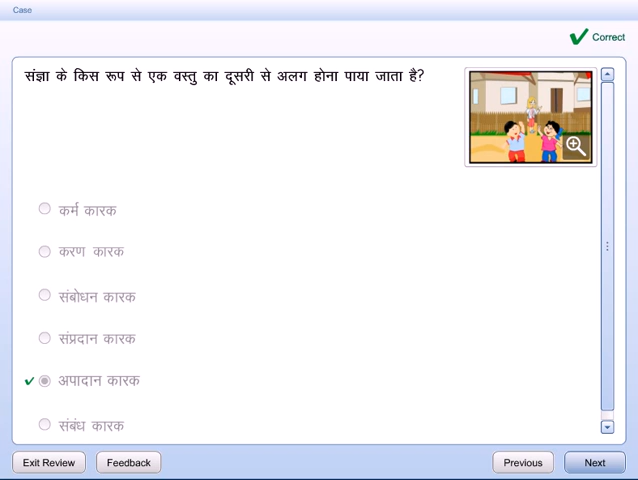 Case
Correct
संज्ञा के किस रूप से एक वस्तु का दूसरी से अलग होना पाया जाता है?
कर्म कारक
करण कारक
संबोधन कारक
संप्रदान कारक
अपादान कारक
संबंध कारक
Exit Review
Feedback
Previous
Next